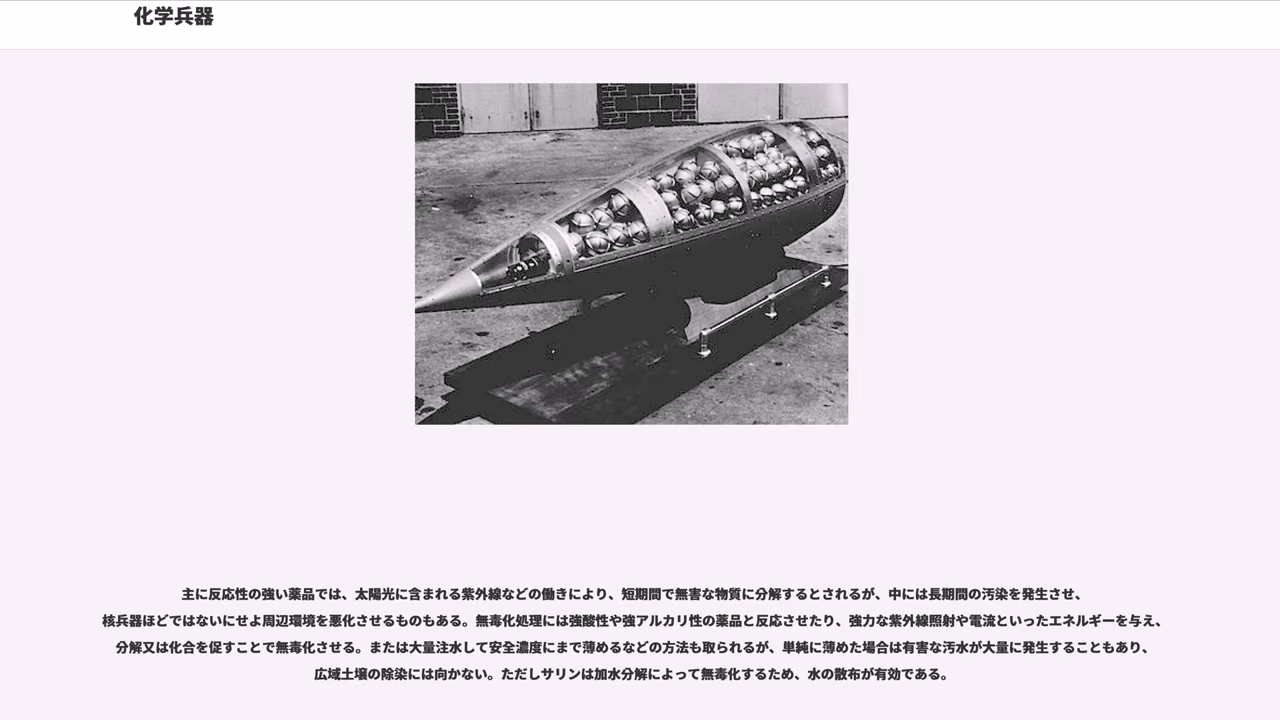 化学兵器
主に反応性の強い薬品では、太陽光に含まれる紫外線などの働きにより、短期間で無害な物質に分解するとされるが、中には長期間の汚染を発生させ、
核兵器ほどではないにせよ周辺環境を悪化させるものもある。無毒化処理には強酸性や強アルカリ性の薬品と反応させたり、強力な紫外線照射や電流といったエネルギーを与え、
分解又は化合を促すことで無毒化させる。または大量注水して安全濃度にまで薄めるなどの方法も取られるが、単純に薄めた場合は有害な汚水が大量に発生することもあり、
広域土壌の除染には向かない。ただしサリンは加水分解によって無毒化するため、水の散布が有効である。